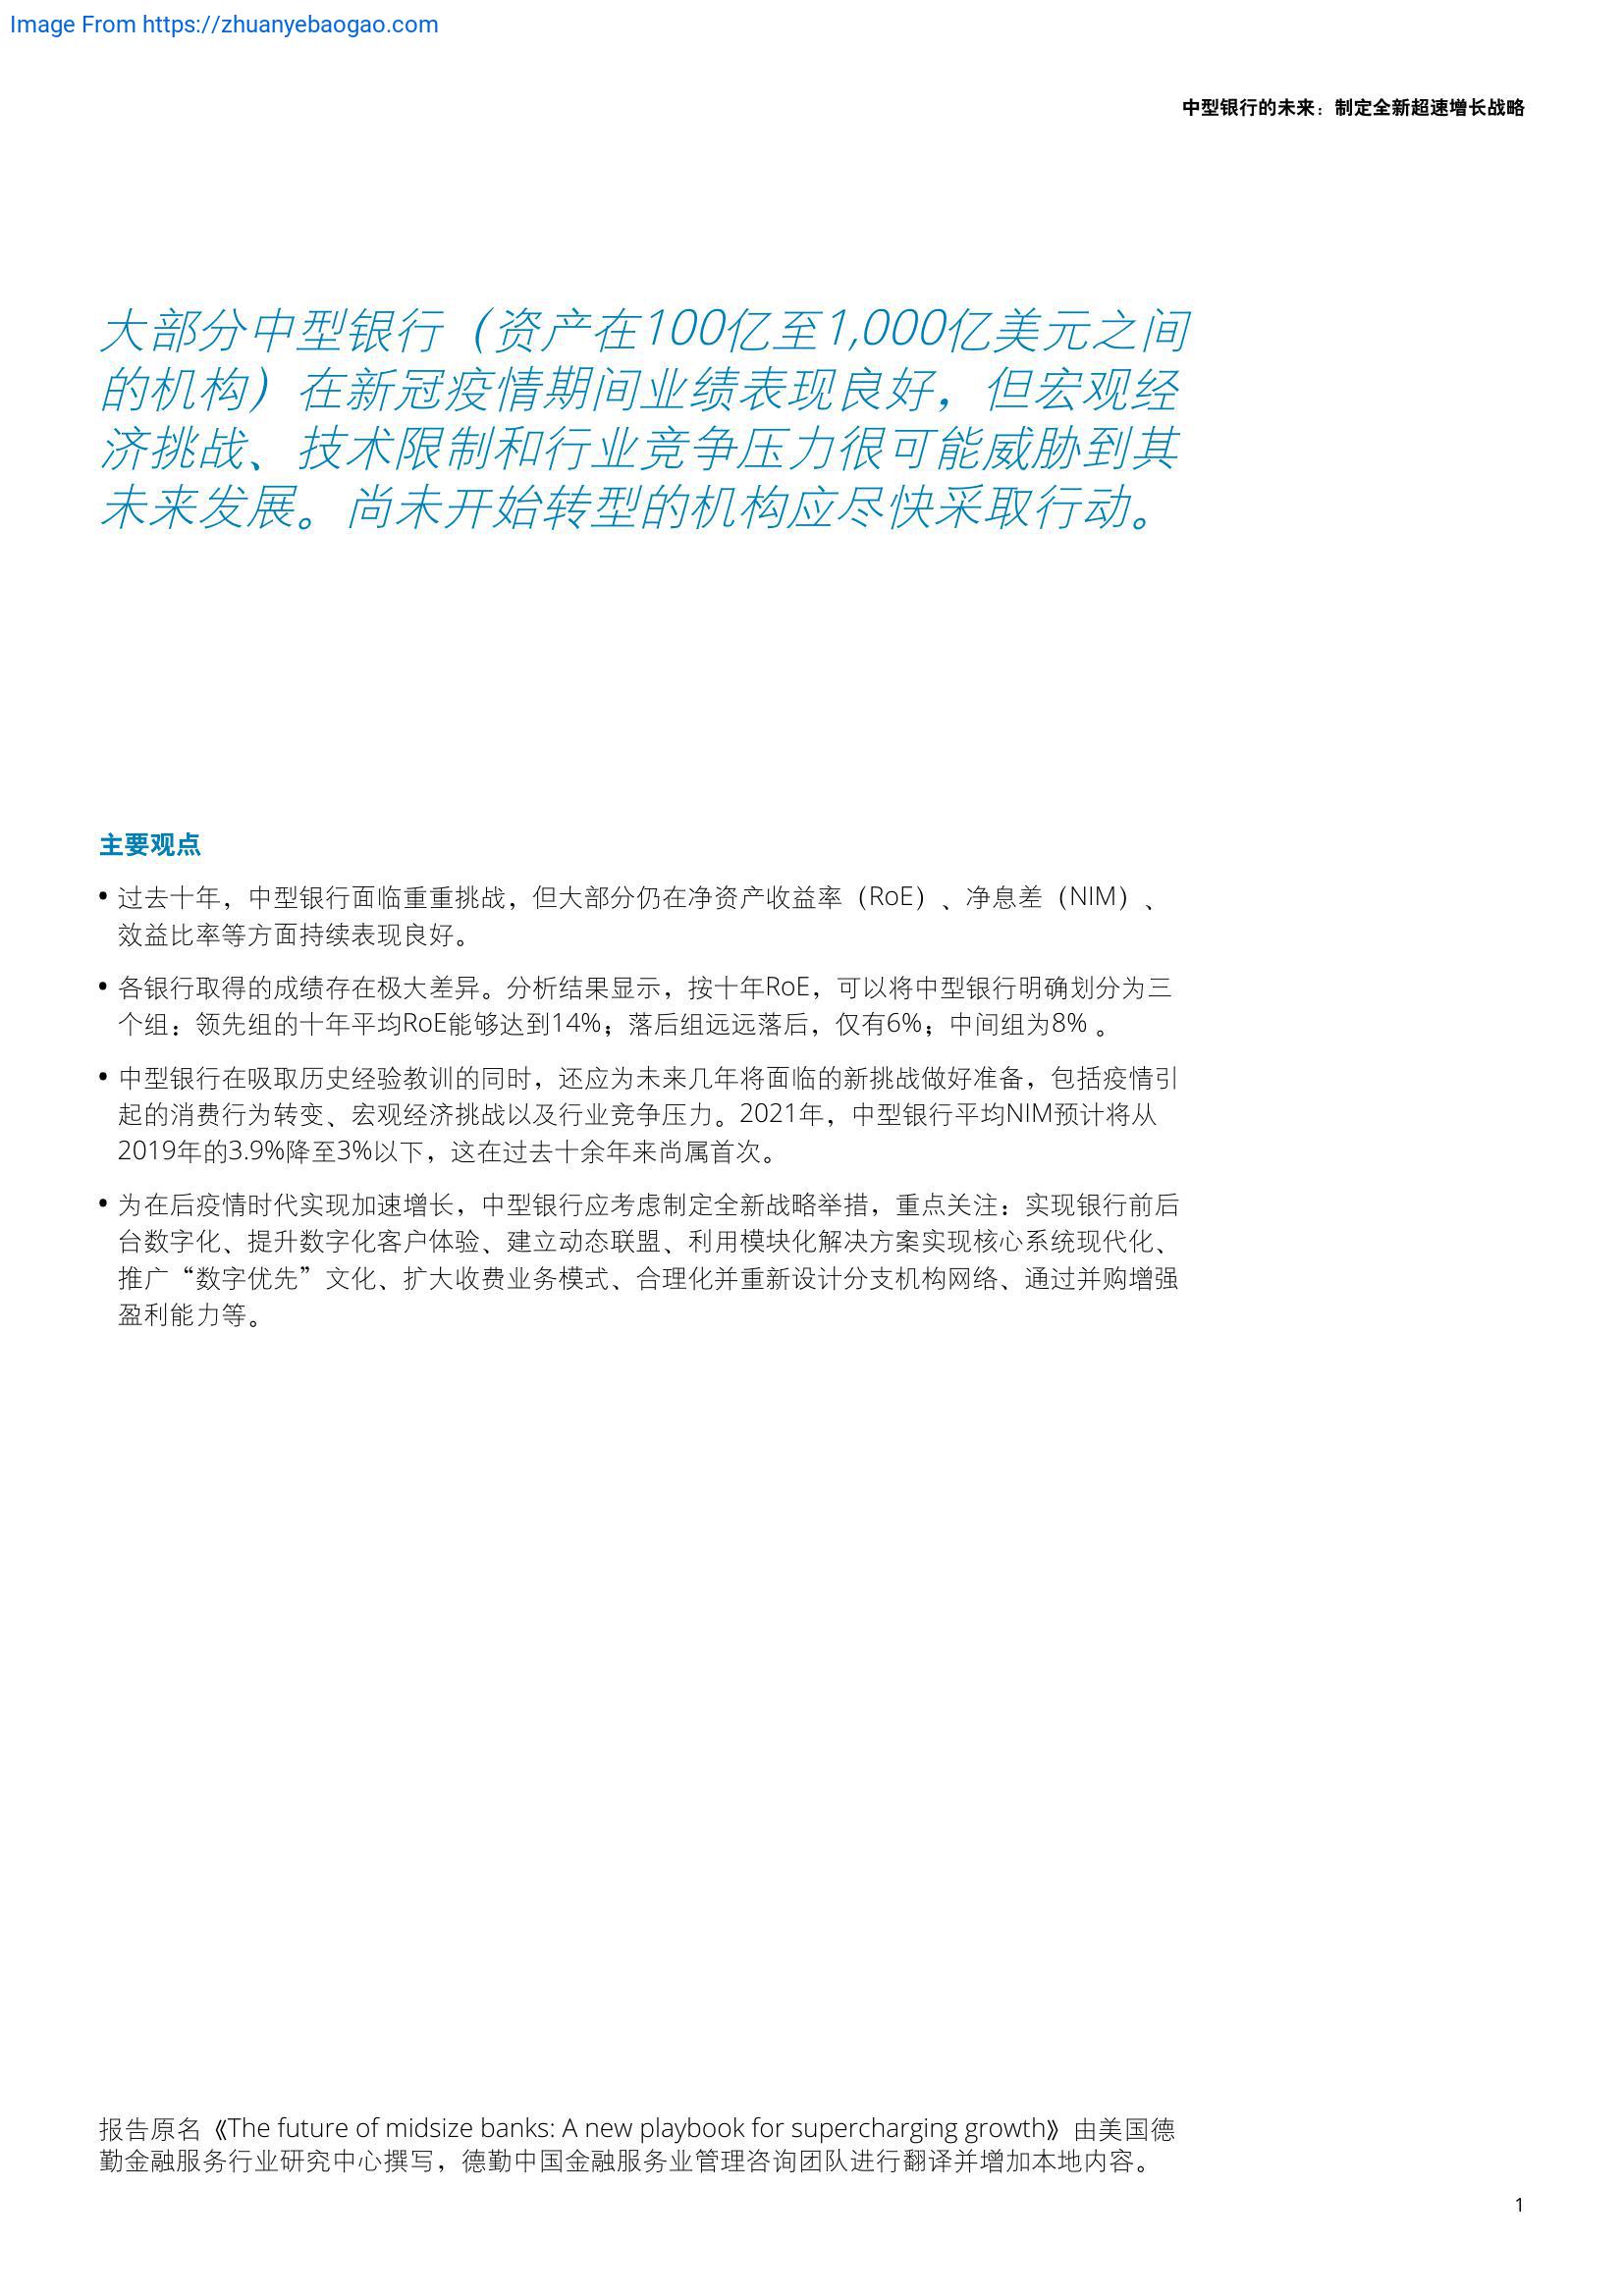 Image From https://zhuanyebaogao.com
中型银行的未来：制定全新超速增长战略
大部分中型银行（资产在100亿至1,000亿美元之间
的机构）在新冠疫情期间业绩表现良好，但宏观经
济挑战、技术限制和行业竞争压力很可能威胁到其
未来发展。尚未开始转型的机构应尽快采取行动。
主要观点
• 过去十年，中型银行面临重重挑战，但大部分仍在净资产收益率（RoE）、净息差（NIM）、
效益比率等方面持续表现良好。
• 各银行取得的成绩存在极大差异。分析结果显示，按十年RoE，可以将中型银行明确划分为三
个组：领先组的十年平均RoE能够达到14%；落后组远远落后，仅有6%；中间组为8% 。
• 中型银行在吸取历史经验教训的同时，还应为未来几年将面临的新挑战做好准备，包括疫情引
起的消费行为转变、宏观经济挑战以及行业竞争压力。2021年，中型银行平均NIM预计将从
2019年的3.9%降至3%以下，这在过去十余年来尚属首次。
• 为在后疫情时代实现加速增长，中型银行应考虑制定全新战略举措，重点关注：实现银行前后
台数字化、提升数字化客户体验、建立动态联盟、利用模块化解决方案实现核心系统现代化、
推广“数字优先”文化、扩大收费业务模式、合理化并重新设计分支机构网络、通过并购增强
盈利能力等。
报告原名《The future of midsize banks: A new playbook for supercharging growth》由美国德
勤金融服务行业研究中心撰写，德勤中国金融服务业管理咨询团队进行翻译并增加本地内容。
1